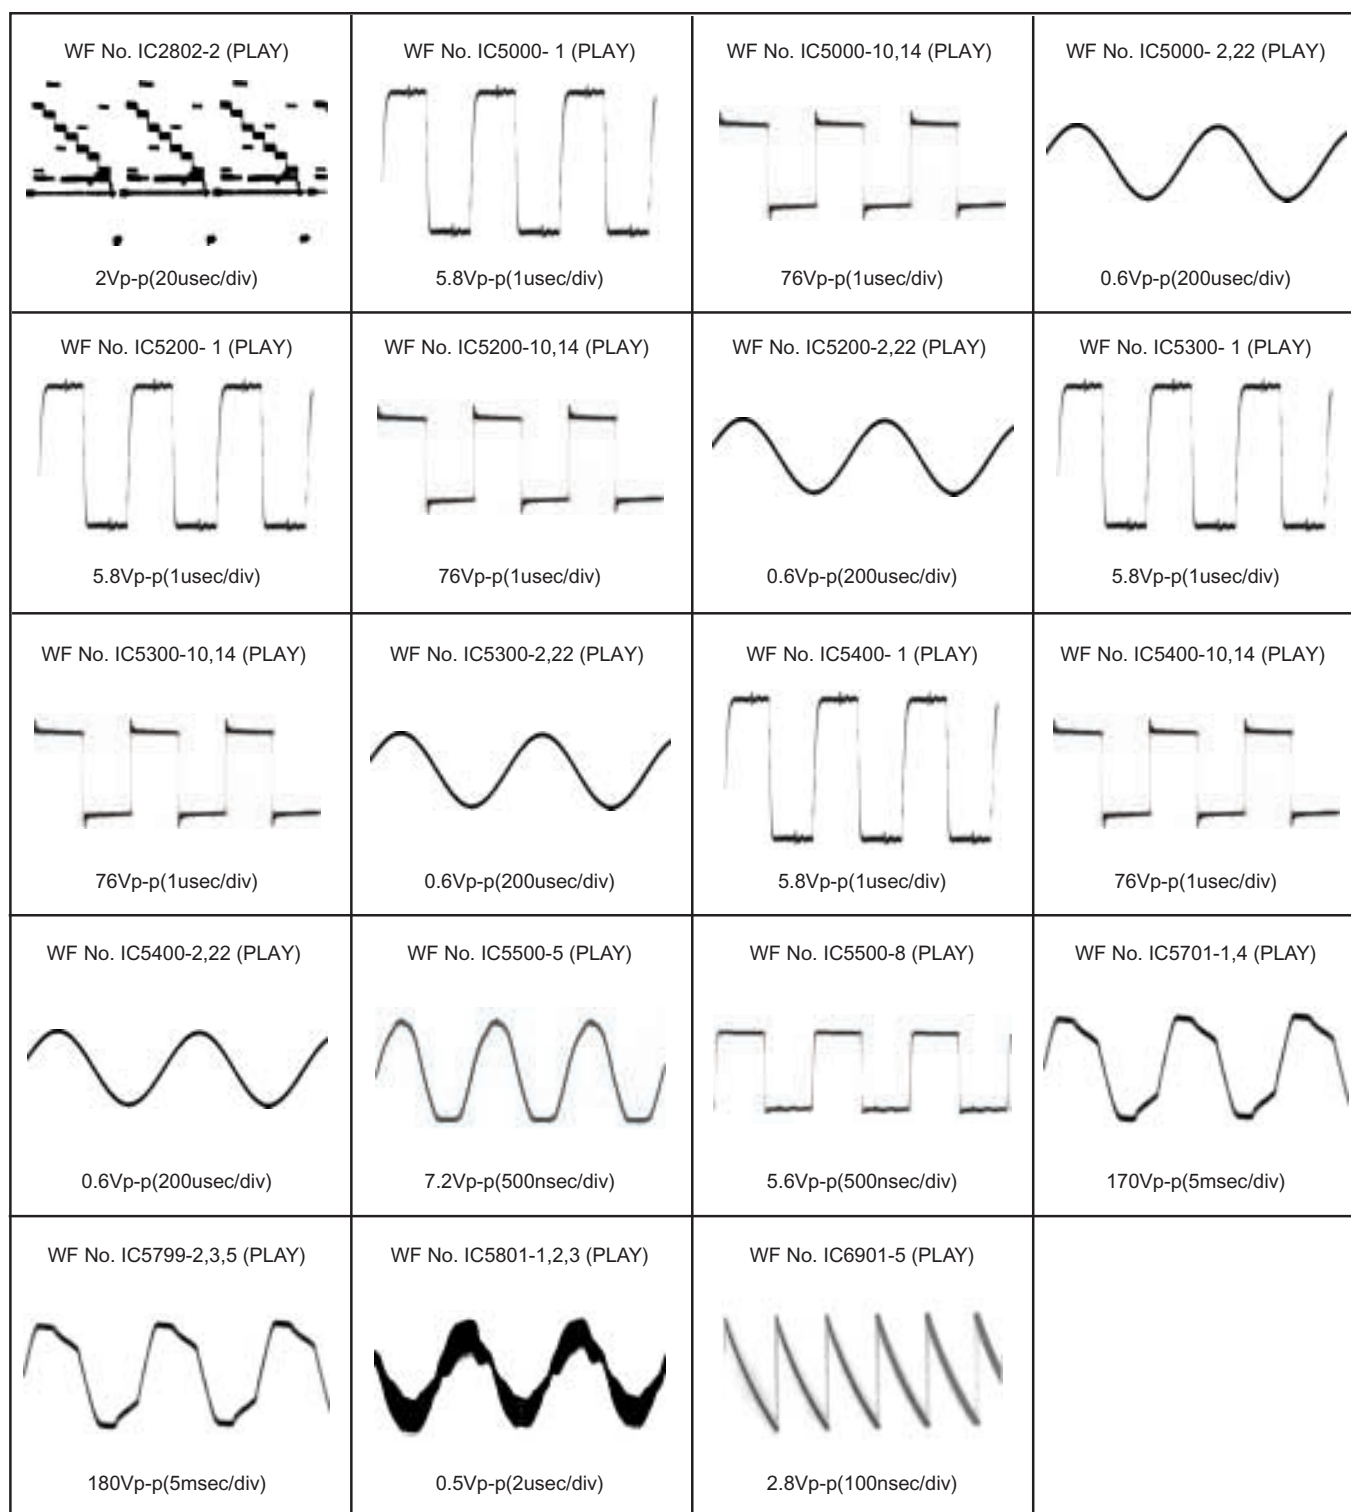 WF No. IC2802-2 (PLAY)
2Vp-p(20usec/div)
WF No. IC5000- 1 (PLAY)
5.8Vp-p(1usec/div)
WF No. IC5000-10,14 (PLAY)
76Vp-p(1usec/div)
WF No. IC5000- 2,22 (PLAY)
0.6Vp-p(200usec/div)
WF No. IC5200- 1 (PLAY)
5.8Vp-p(1usec/div)
WF No. IC5200-10,14 (PLAY)
76Vp-p(1usec/div)
WF No. IC5200-2,22 (PLAY)
0.6Vp-p(200usec/div)
WF No. IC5300- 1 (PLAY)
5.8Vp-p(1usec/div)
WF No. IC5300-10,14 (PLAY)
76Vp-p(1usec/div)
WF No. IC5300-2,22 (PLAY)
0.6Vp-p(200usec/div)
WF No. IC5400- 1 (PLAY)
5.8Vp-p(1usec/div)
WF No. IC5400-10,14 (PLAY)
76Vp-p(1usec/div)
WF No. IC5400-2,22 (PLAY)
0.6Vp-p(200usec/div)
WF No. IC5500-5 (PLAY)
7.2Vp-p(500nsec/div)
WF No. IC5500-8 (PLAY)
5.6Vp-p(500nsec/div)
WF No. IC5701-1,4 (PLAY)
170Vp-p(5msec/div)
WF No. IC5799-2,3,5 (PLAY)
180Vp-p(5msec/div)
WF No. IC5801-1,2,3 (PLAY)
0.5Vp-p(2usec/div)
WF No. IC6901-5 (PLAY)
2.8Vp-p(100nsec/div)